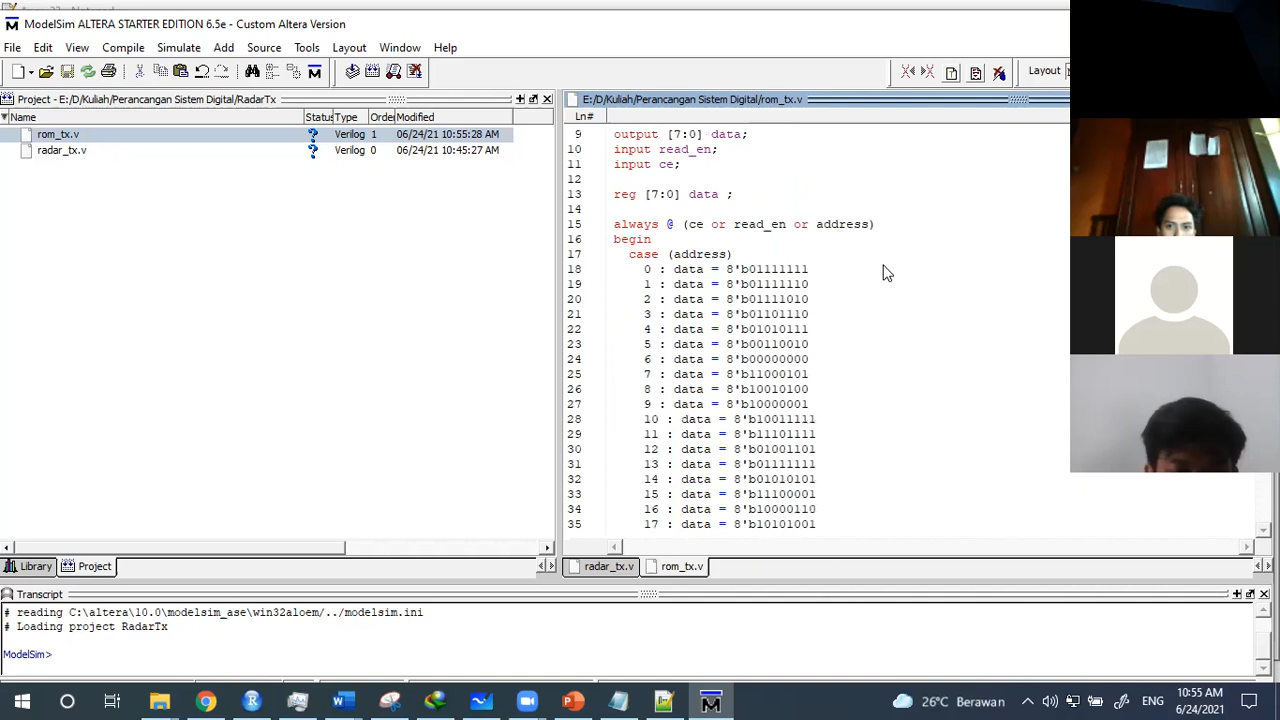 ModelSim ALTERA STARTER EDITION 6.5e - Custom Altera Version
File Edit View Compile Simulate Add Source Tools Layout Window Help
Layout
Project - E:/D/Kuliah/Perancangan Sistem Digital/RadarTx
Name Status Type Order Modified
rom_tx.v ? Verilog 1 06/24/21 10:55:28 AM
radar_tx.v ? Verilog 0 06/24/21 10:45:27 AM
Library Project
E:/D/Kuliah/Perancangan Sistem Digital/rom_tx.v
Ln#
9 output [7:0] data;
10 input read_en;
11 input ce;
12
13 reg [7:0] data ;
14
15 always @ (ce or read_en or address)
16 begin
17 case (address)
18 0 : data = 8'b01111111
19 1 : data = 8'b01111110
20 2 : data = 8'b01111010
21 3 : data = 8'b01101110
22 4 : data = 8'b01010111
23 5 : data = 8'b00110010
24 6 : data = 8'b00000000
25 7 : data = 8'b11000101
26 8 : data = 8'b10010100
27 9 : data = 8'b10000001
28 10 : data = 8'b10011111
29 11 : data = 8'b11101111
30 12 : data = 8'b01001101
31 13 : data = 8'b01111111
32 14 : data = 8'b01010101
33 15 : data = 8'b11100001
34 16 : data = 8'b10000110
35 17 : data = 8'b10101001
radar_tx.v rom_tx.v
Transcript
# reading C:\altera\10.0\modelsim_ase\win32aloem/../modelsim.ini
# Loading project RadarTx
ModelSim>
26°C Berawan ENG 10:55 AM
6/24/2021